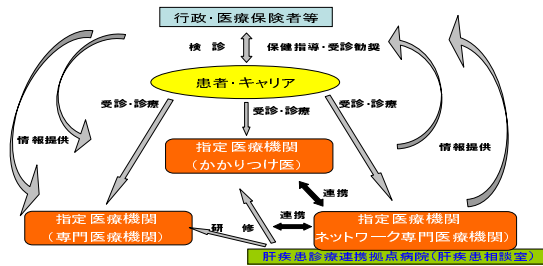 行政・医療保険者等
検 診
保健指導・受診勧奨
患者・キャリア
受診・診療
受診・診療
受診・診療
情報提供
指定医療機関
(かかりつけ医)
情報提供
連携
指定医療機関
(専門医療機関)
研 修
連携
指定医療機関
ネットワーク専門医療機関)
肝疾患診療連携拠点病院(肝疾患相談室)